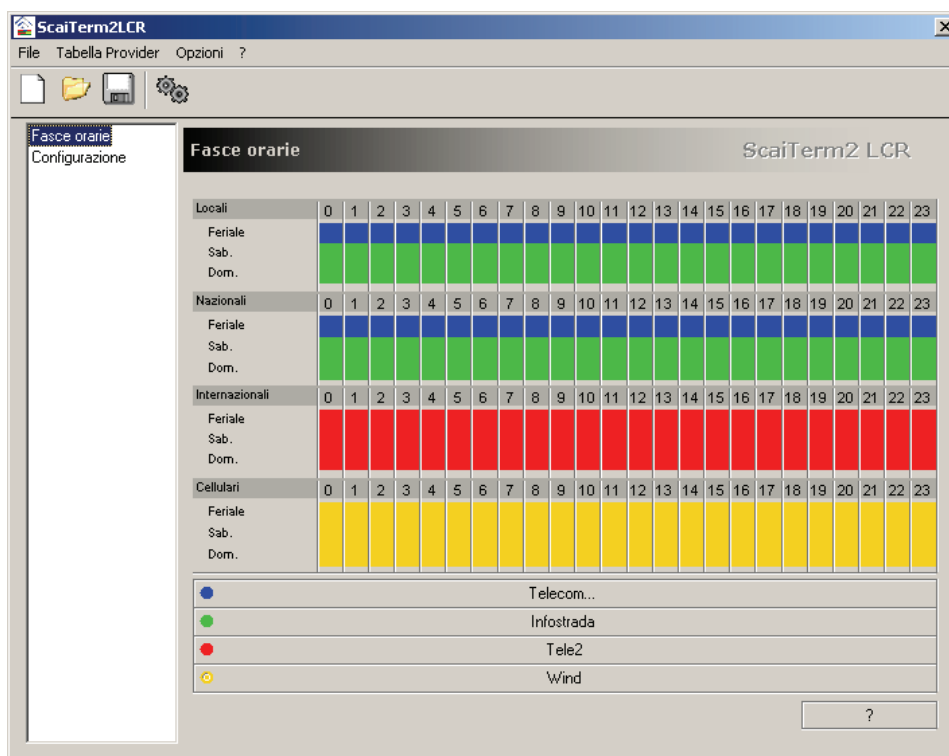 ScaiTerm2LCR
File Tabella Provider Opzioni ?
Fasce orarie
Configurazione
Fasce orarie ScaiTerm2 LCR
Locali 0 1 2 3 4 5 6 7 8 9 10 11 12 13 14 15 16 17 18 19 20 21 22 23
Feriale
Sab.
Dom.
Nazionali 0 1 2 3 4 5 6 7 8 9 10 11 12 13 14 15 16 17 18 19 20 21 22 23
Feriale
Sab.
Dom.
Internazionali 0 1 2 3 4 5 6 7 8 9 10 11 12 13 14 15 16 17 18 19 20 21 22 23
Feriale
Sab.
Dom.
Cellulari 0 1 2 3 4 5 6 7 8 9 10 11 12 13 14 15 16 17 18 19 20 21 22 23
Feriale
Sab.
Dom.
Telecom...
Infostrada
Tele2
Wind
?